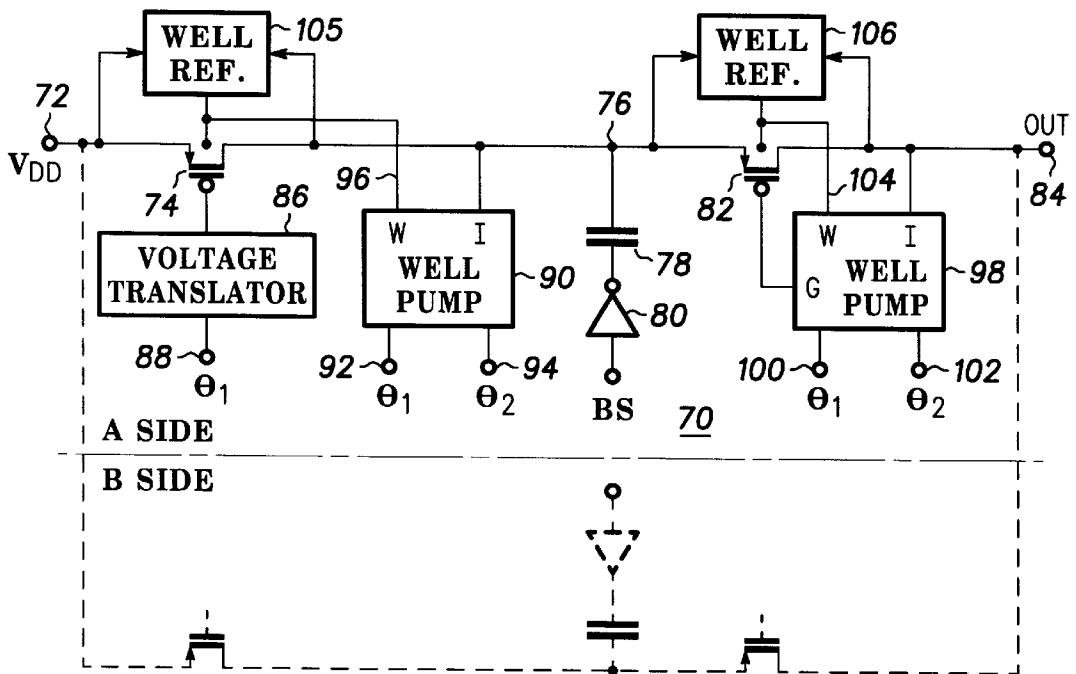 105
WELL
REF.
106
WELL
REF.
72
V_DD
76
OUT
74
96
82
104
84
86
VOLTAGE
TRANSLATOR
W I
WELL
PUMP
90
78
W I
G
WELL
PUMP
98
80
88
Θ1
92
Θ1
94
Θ2
BS
100
Θ1
102
Θ2
70
A SIDE
B SIDE